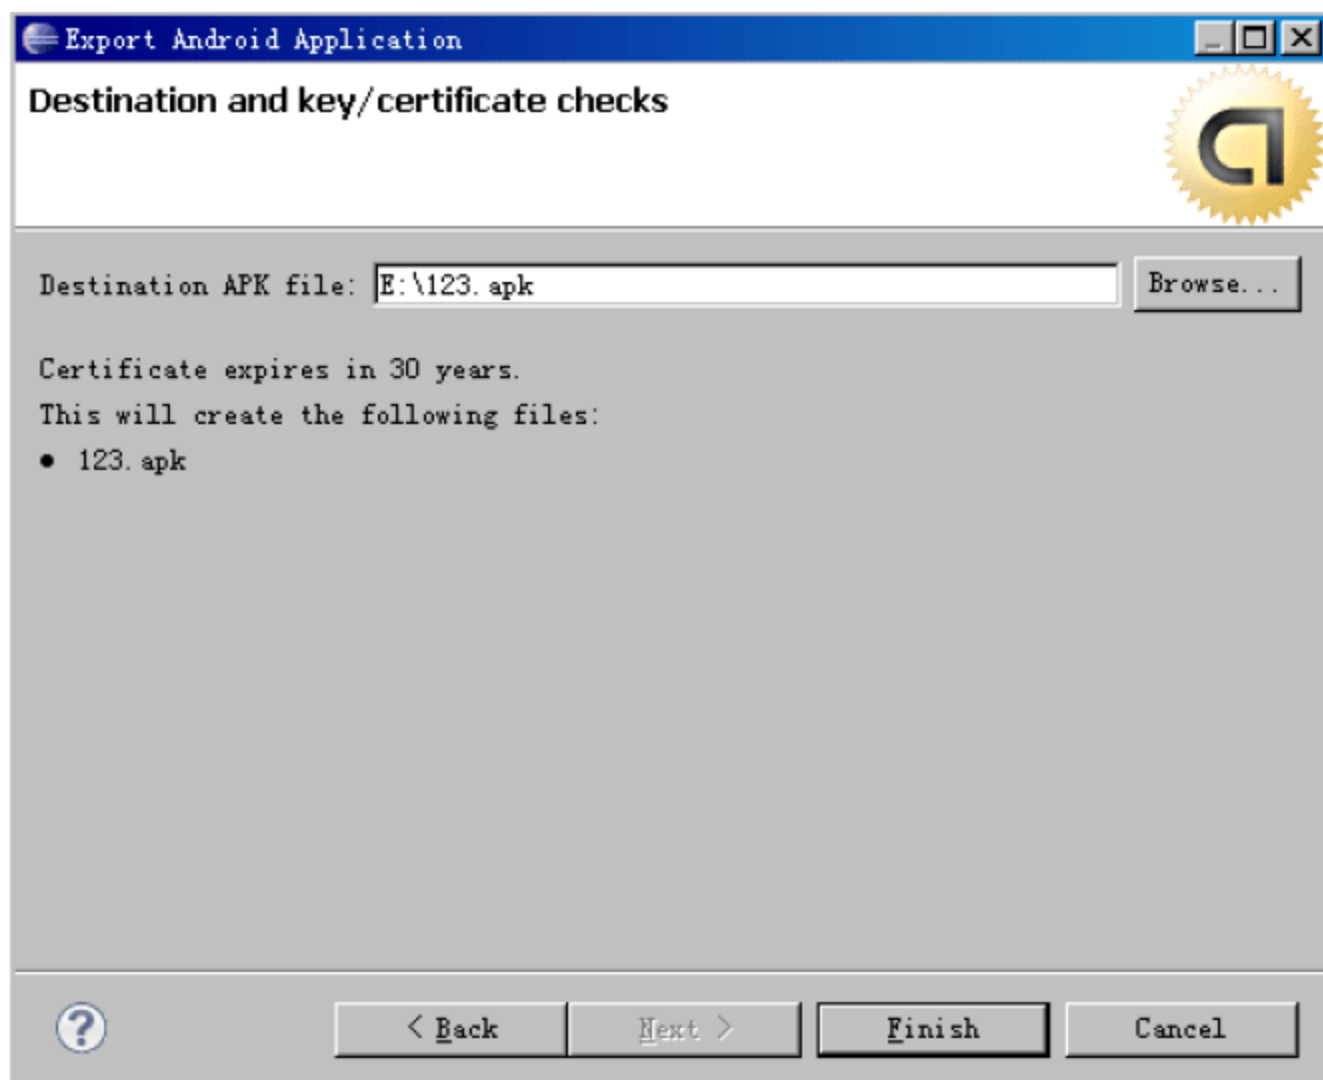 Export Android Application
Destination and key/certificate checks
Destination APK file: E:\123.apk Browse...
Certificate expires in 30 years.
This will create the following files:
• 123.apk
? < Back Next > Finish Cancel